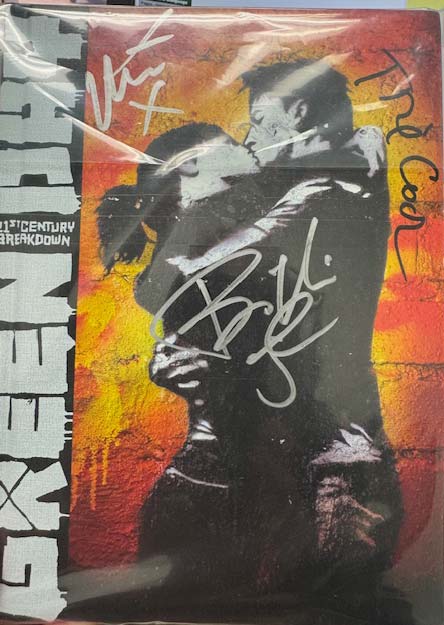 GREEN DAY
21ST CENTURY
BREAKDOWN
Tré Cool